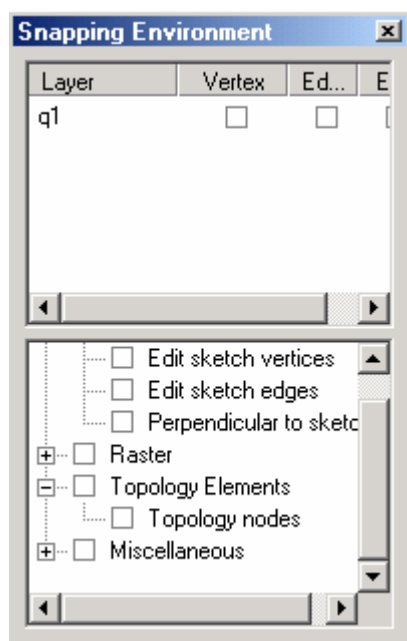 Snapping Environment
Layer Vertex Ed... E
q1
Edit sketch vertices
Edit sketch edges
Perpendicular to sketc
Raster
Topology Elements
Topology nodes
Miscellaneous